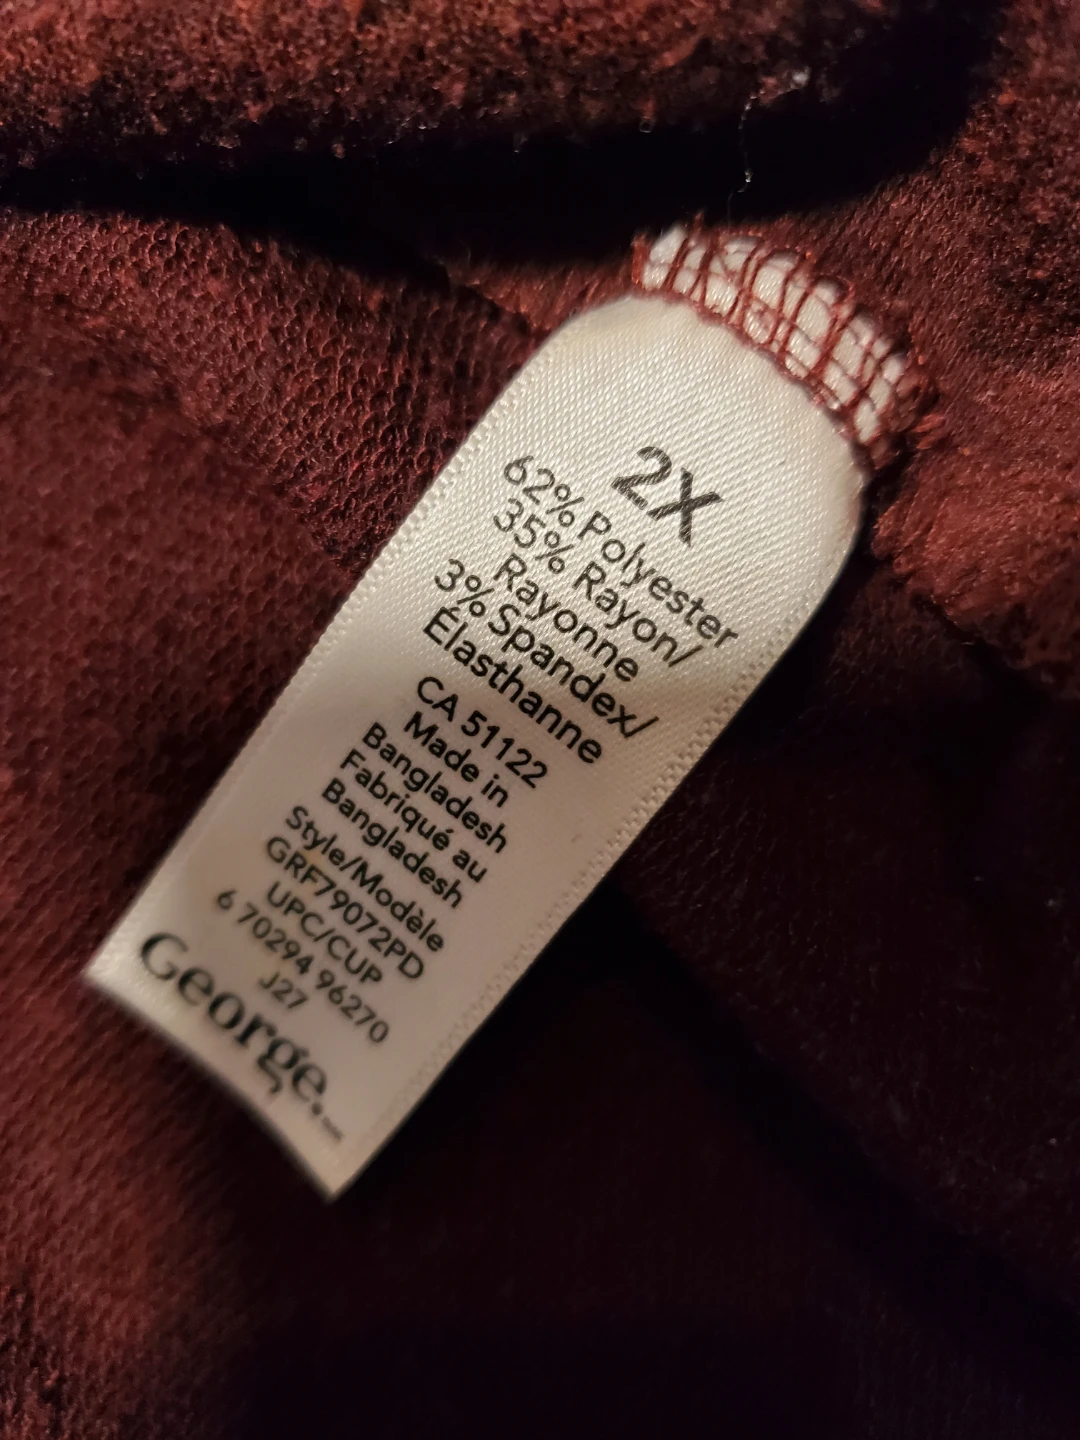 2X
62% Polyester
35% Rayon/
Rayonne
3% Spandex/
Élasthanne
CA 51122
Made in
Bangladesh
Fabriqué au
Bangladesh
Style/Modèle
GRF79072PD
UPC/CUP
6 70294 96270
J27
George.